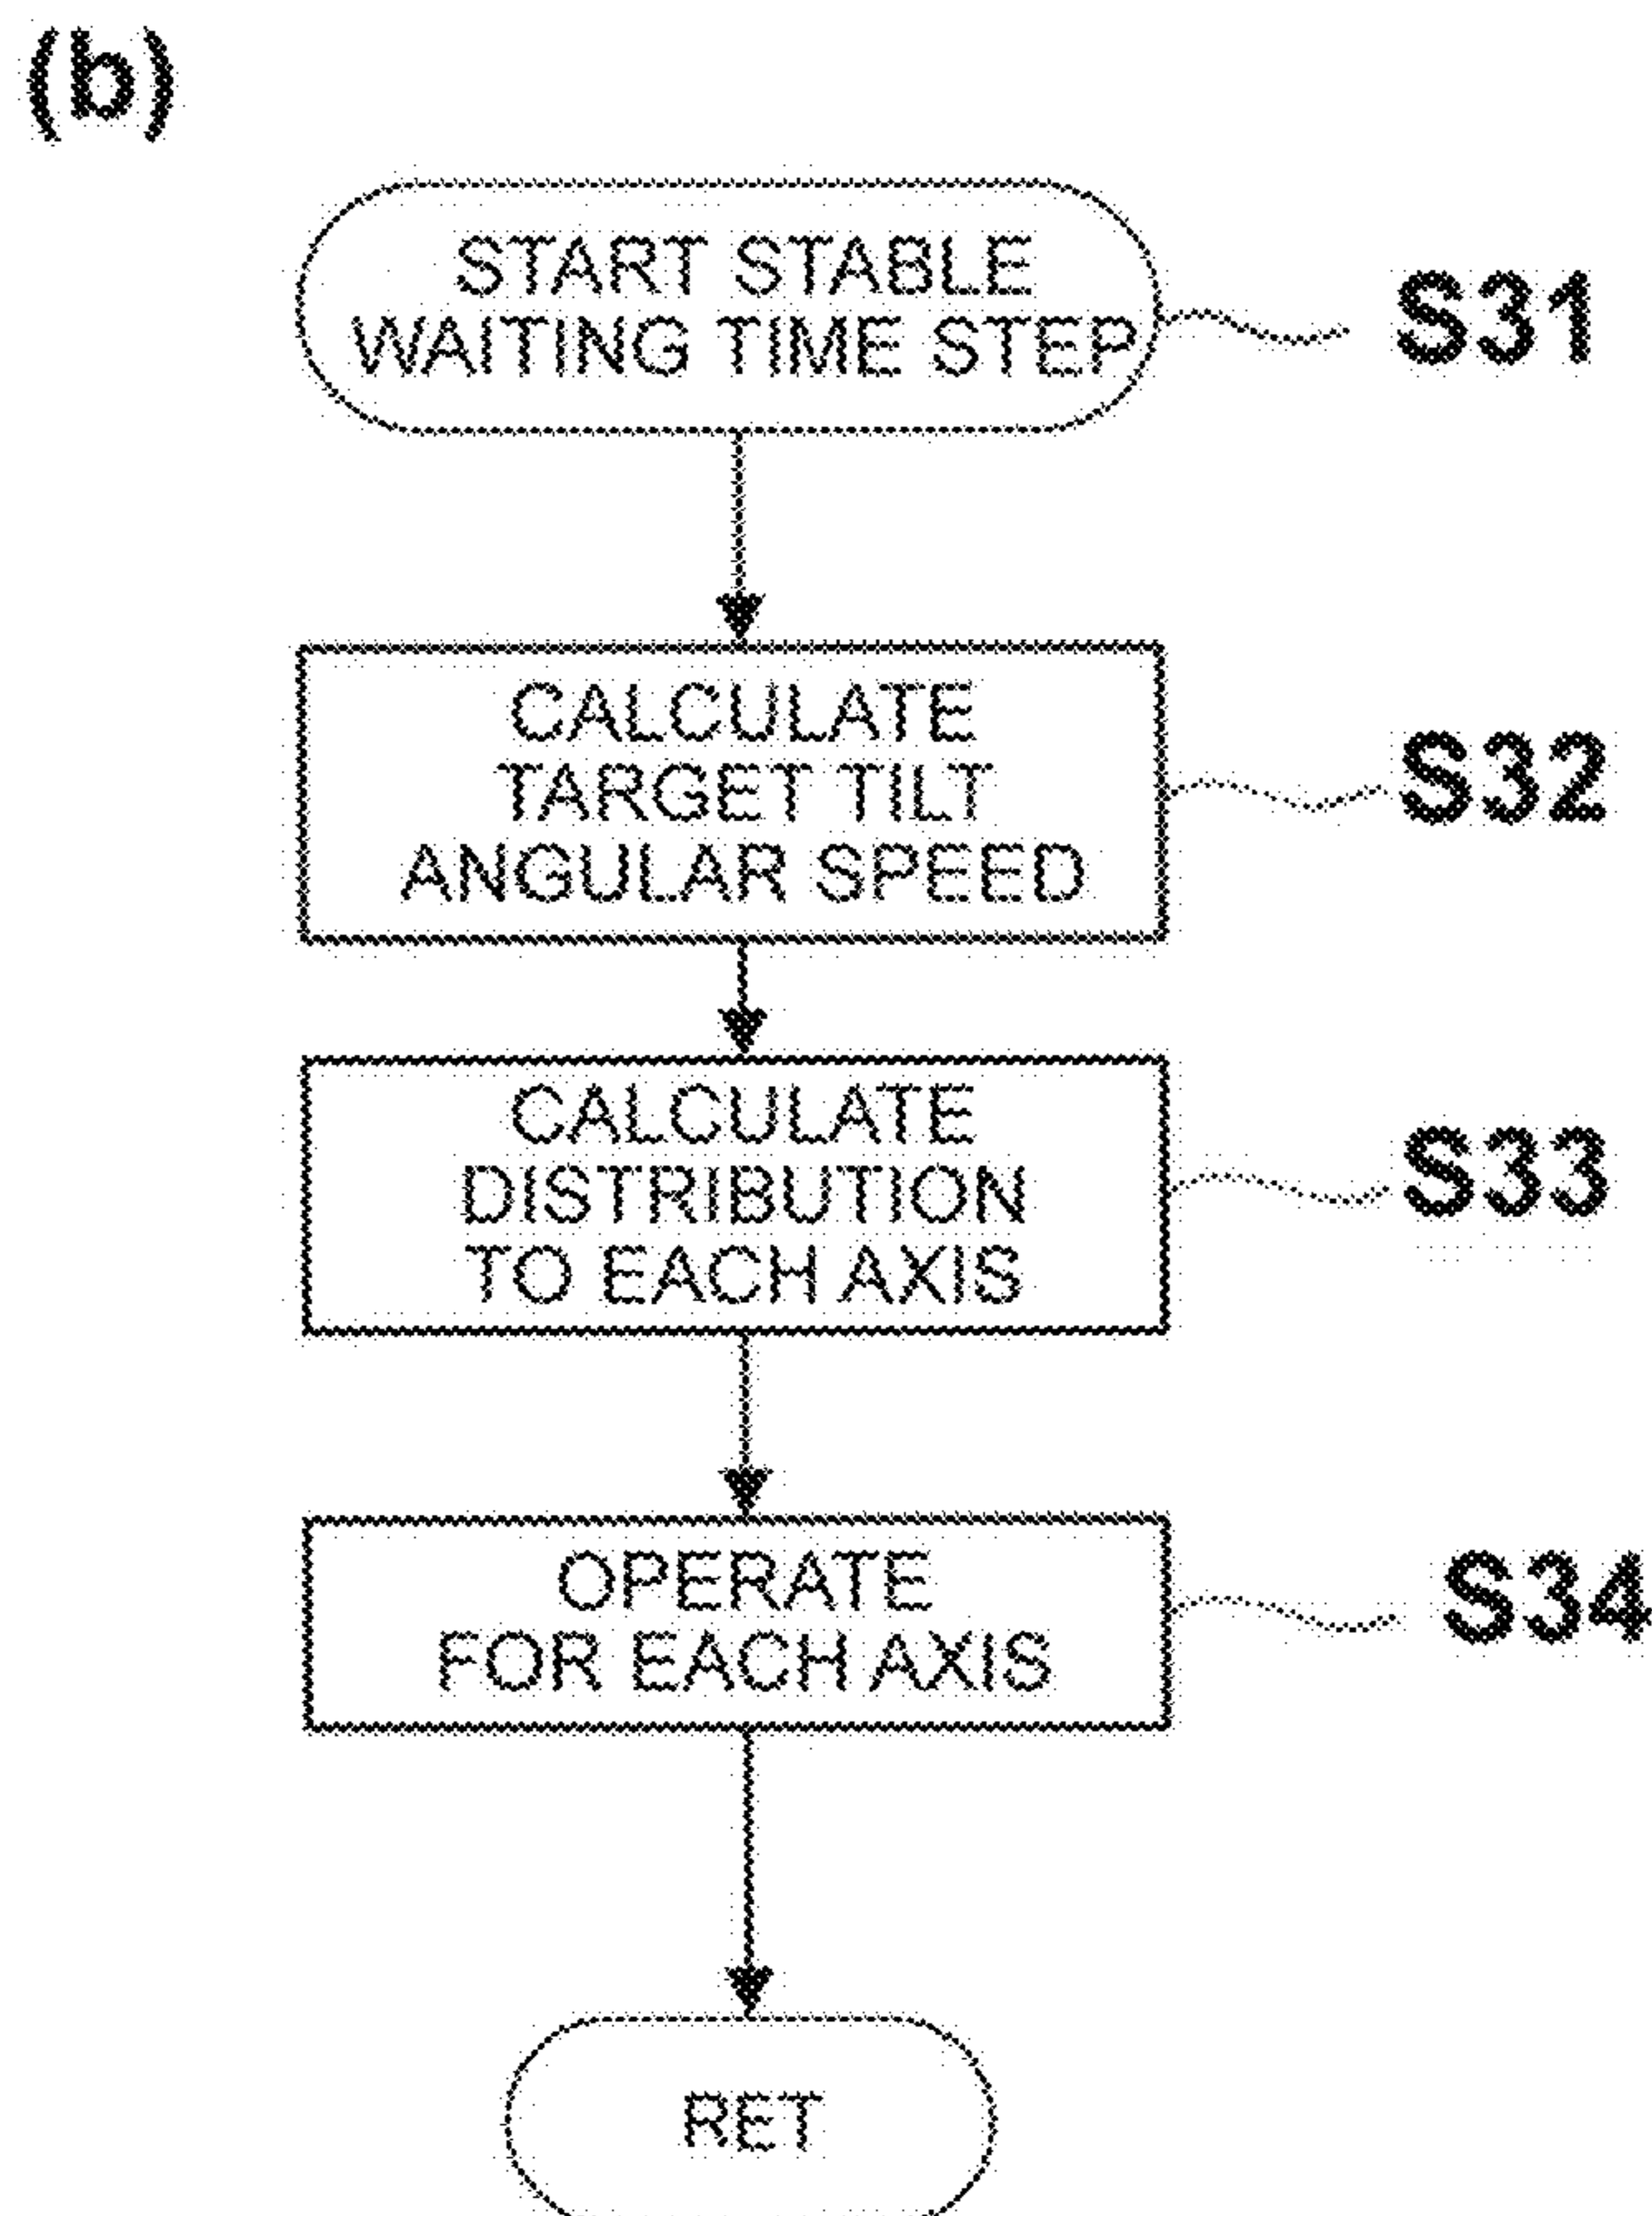 (b)
START STABLE
WAITING TIME STEP
S31
CALCULATE
TARGET TILT
ANGULAR SPEED
S32
CALCULATE
DISTRIBUTION
TO EACH AXIS
S33
OPERATE
FOR EACH AXIS
S34
RET